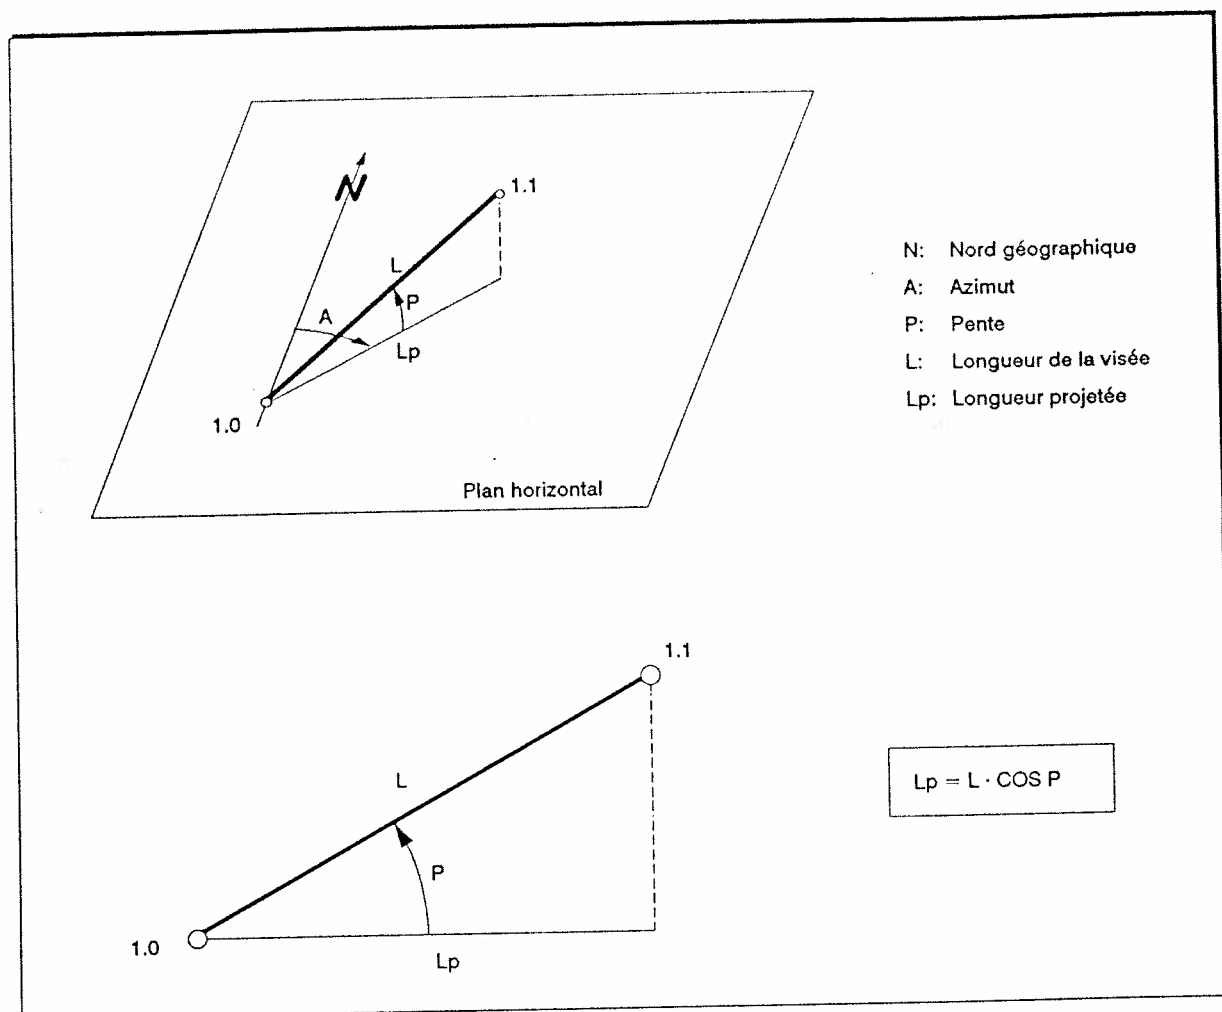 N
1.1
L
P
A
Lp
1.0
Plan horizontal
N: Nord géographique
A: Azimut
P: Pente
L: Longueur de la visée
Lp: Longueur projetée
1.1
L
P
1.0
Lp
Lp = L · COS P